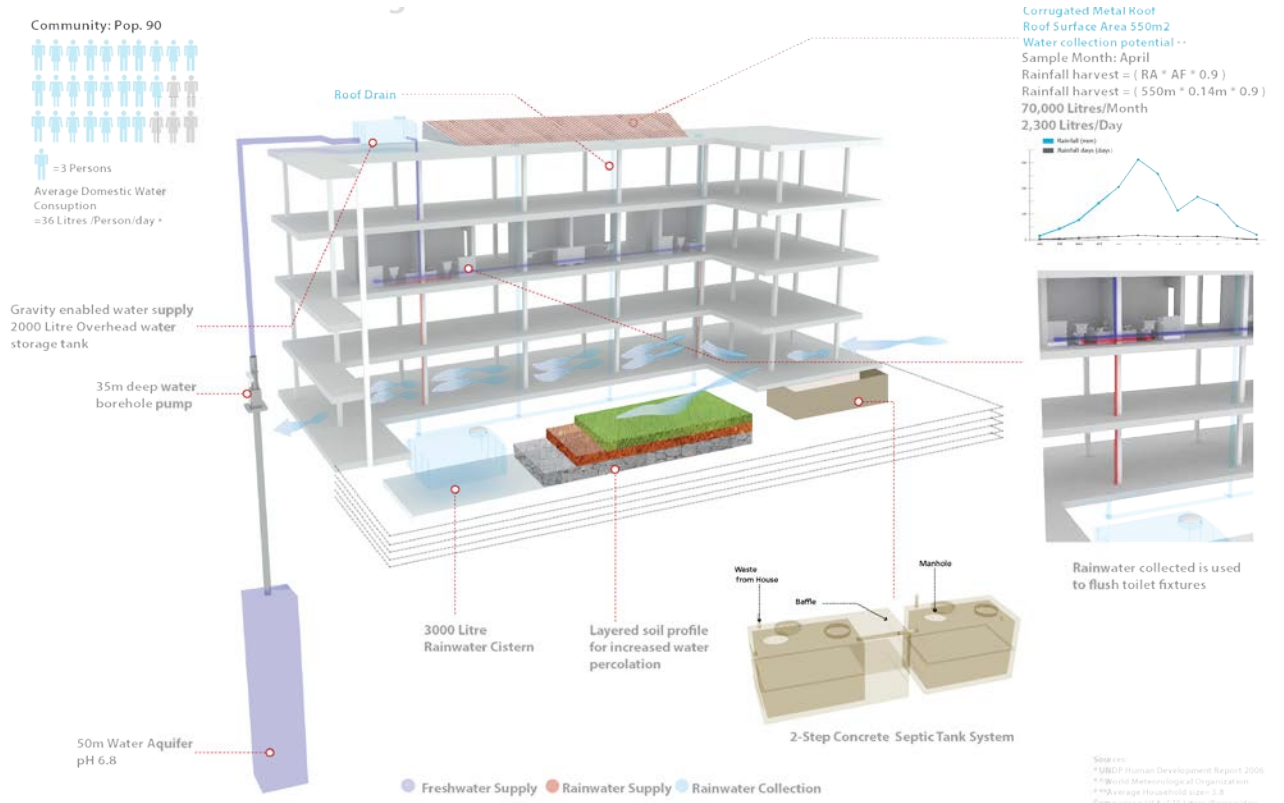 Community: Pop. 90
=3 Persons
Average Domestic Water
Consuption
=36 Litres /Person/day *
Roof Drain
Corrugated Metal Roof
Roof Surface Area 550m2
Water collection potential **
Sample Month: April
Rainfall harvest = ( RA * AF * 0.9 )
Rainfall harvest = ( 550m * 0.14m * 0.9 )
70,000 Litres/Month
2,300 Litres/Day
Rainfall (mm)
Rainfall days (days)
Gravity enabled water supply
2000 Litre Overhead water
storage tank
35m deep water
borehole pump
Rainwater collected is used
to flush toilet fixtures
Waste
from House
Baffle
Manhole
3000 Litre
Rainwater Cistern
Layered soil profile
for increased water
percolation
2-Step Concrete Septic Tank System
50m Water Aquifer
pH 6.8
Freshwater Supply
Rainwater Supply
Rainwater Collection
Sources
*UNDP Human Development Report 2006
**World Meteorological Organization
***Average Household size= 3.8